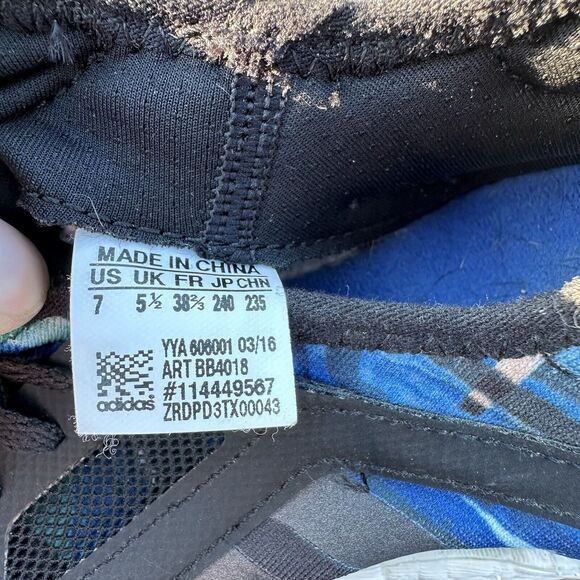 MADE IN CHINA
US UK FR JP CHN
7 5½ 38⅔ 240 235
YYA 606001 03/16
ART BB4018
#114449567
adidas ZRDPD3TX00043